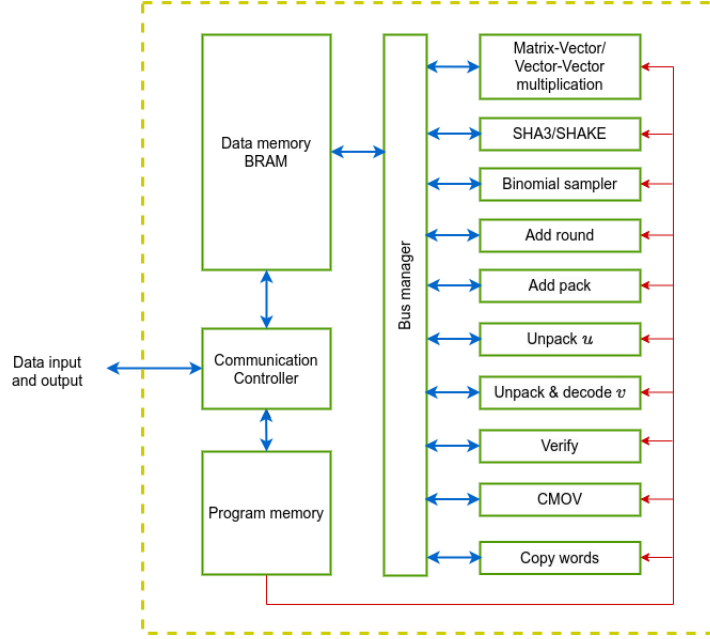 Matrix-Vector/
Vector-Vector
multiplication
Data memory
BRAM
SHA3/SHAKE
Binomial sampler
Add round
Bus manager
Add pack
Data input
and output
Communication
Controller
Unpack u
Unpack & decode v
Verify
Program memory
CMOV
Copy words